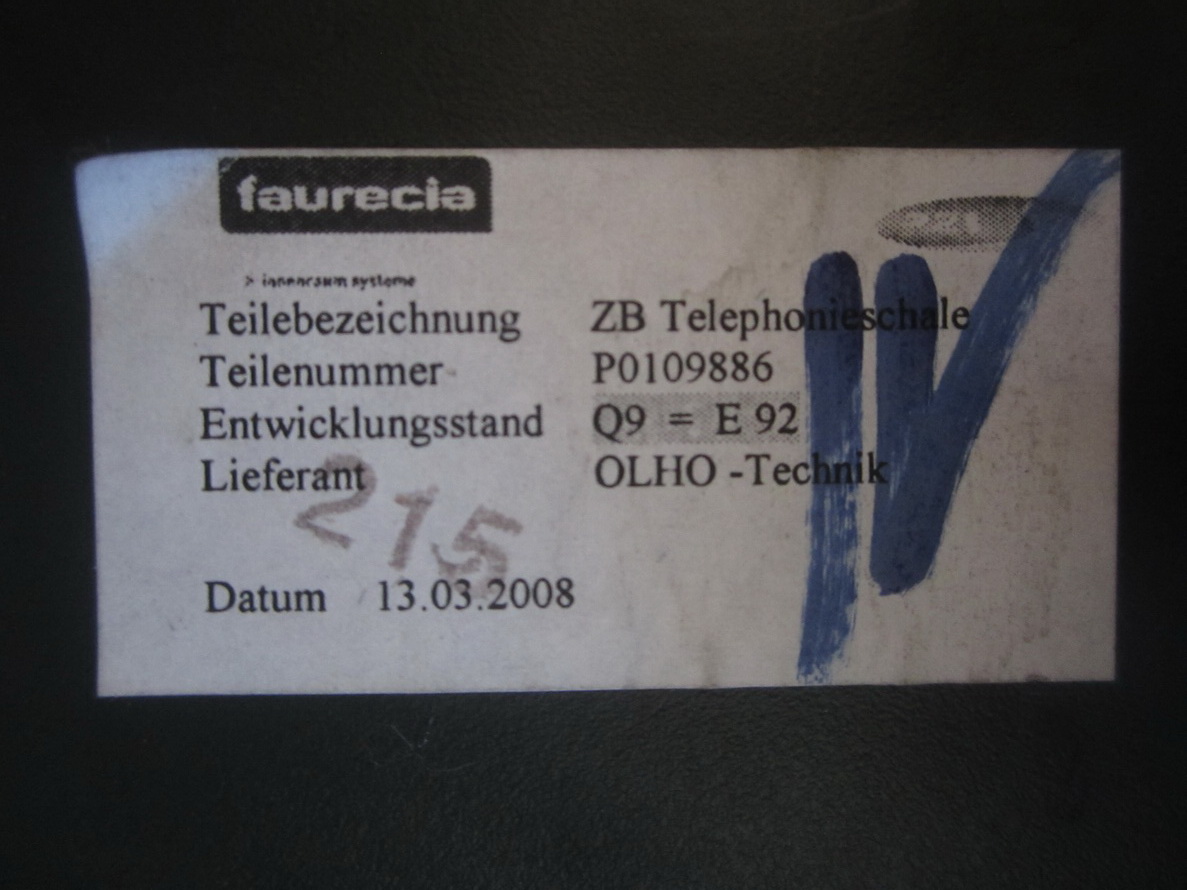 faurecia
> innenraum systeme
Teilebezeichnung ZB Telephonieschale
Teilenummer P0109886
Entwicklungsstand Q9 = E 92
Lieferant OLHO -Technik
215
Datum 13.03.2008
IV